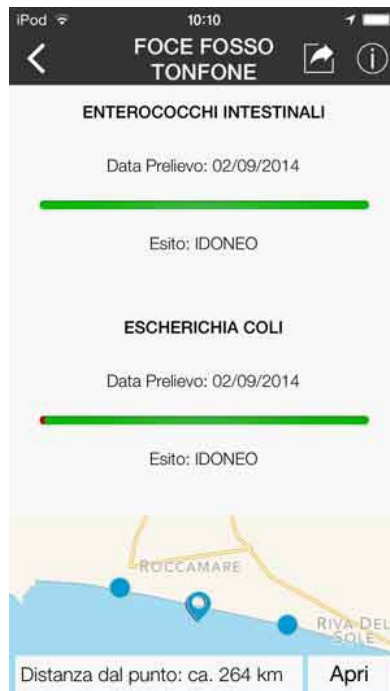 iPod 10:10
FOCE FOSSO
TONFONE
ENTEROCOCCHI INTESTINALI
Data Prelievo: 02/09/2014
Esito: IDONEO
ESCHERICHIA COLI
Data Prelievo: 02/09/2014
Esito: IDONEO
ROCCAMARE
RIVA DEL
SOLE
Distanza dal punto: ca. 264 km Apri